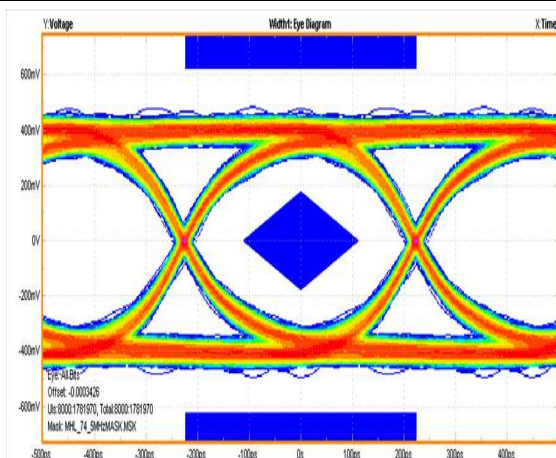 Y:Voltage Width1: Eye Diagram X:Time
600mV
400mV
200mV
0V
-200mV
-400mV
-600mV
Eye: All Bits
Offset: -0.0003426
UIs:8000:1781970, Total:8000:1781970
Mask: MHL_74_5MHzMASK.MSK
-500ps -400ps -300ps -200ps -100ps 0s 100ps 200ps 300ps 400ps